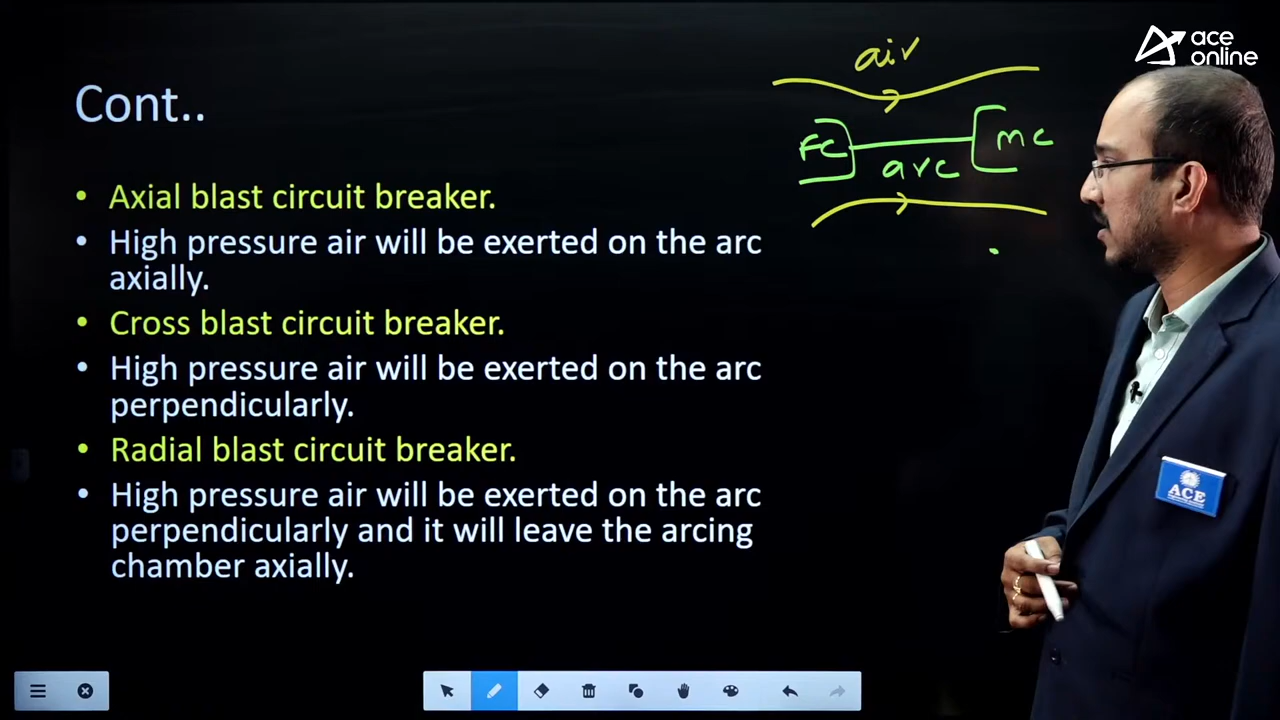 ace
online
air
Cont..
FC
MC
arc
• Axial blast circuit breaker.
• High pressure air will be exerted on the arc
axially.
• Cross blast circuit breaker.
• High pressure air will be exerted on the arc
perpendicularly.
• Radial blast circuit breaker.
• High pressure air will be exerted on the arc
perpendicularly and it will leave the arcing
chamber axially.
ACE